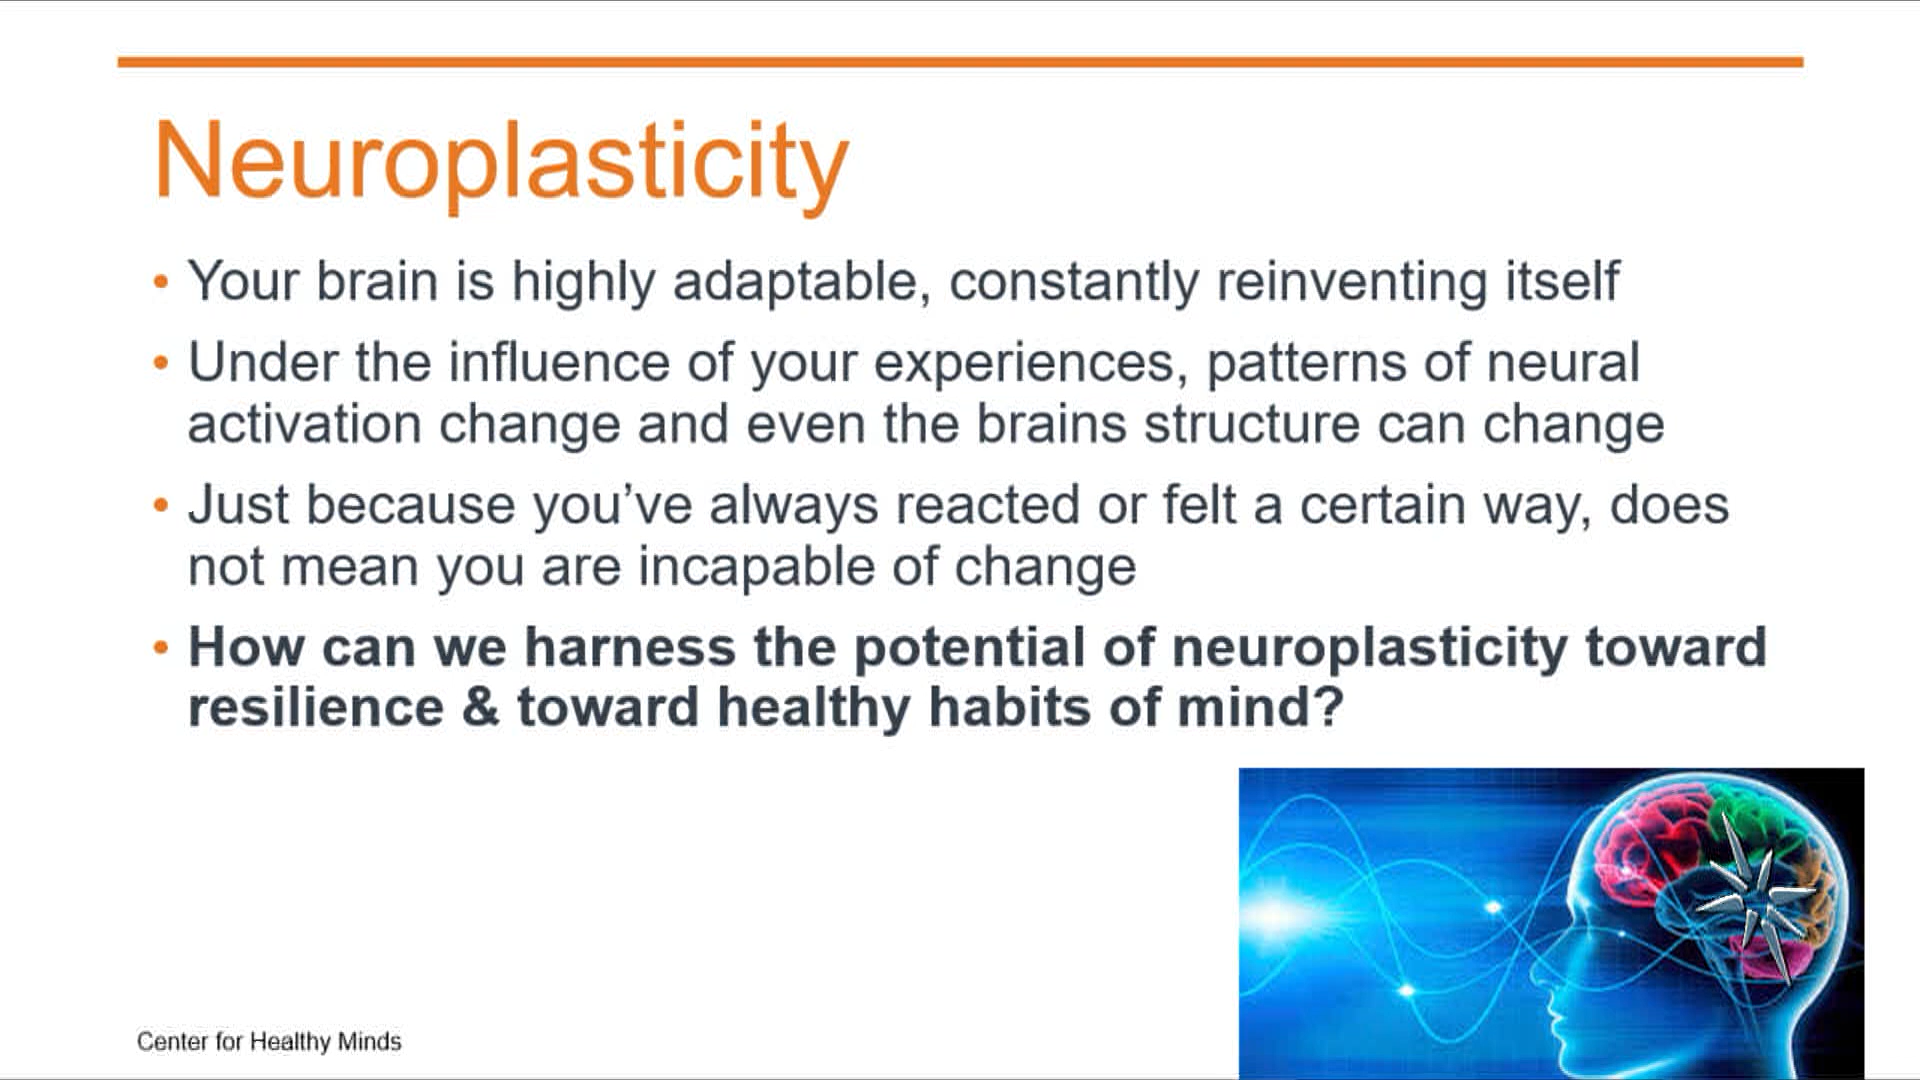 Neuroplasticity
• Your brain is highly adaptable, constantly reinventing itself
• Under the influence of your experiences, patterns of neural
activation change and even the brains structure can change
• Just because you’ve always reacted or felt a certain way, does
not mean you are incapable of change
• How can we harness the potential of neuroplasticity toward
resilience & toward healthy habits of mind?
Center for Healthy Minds